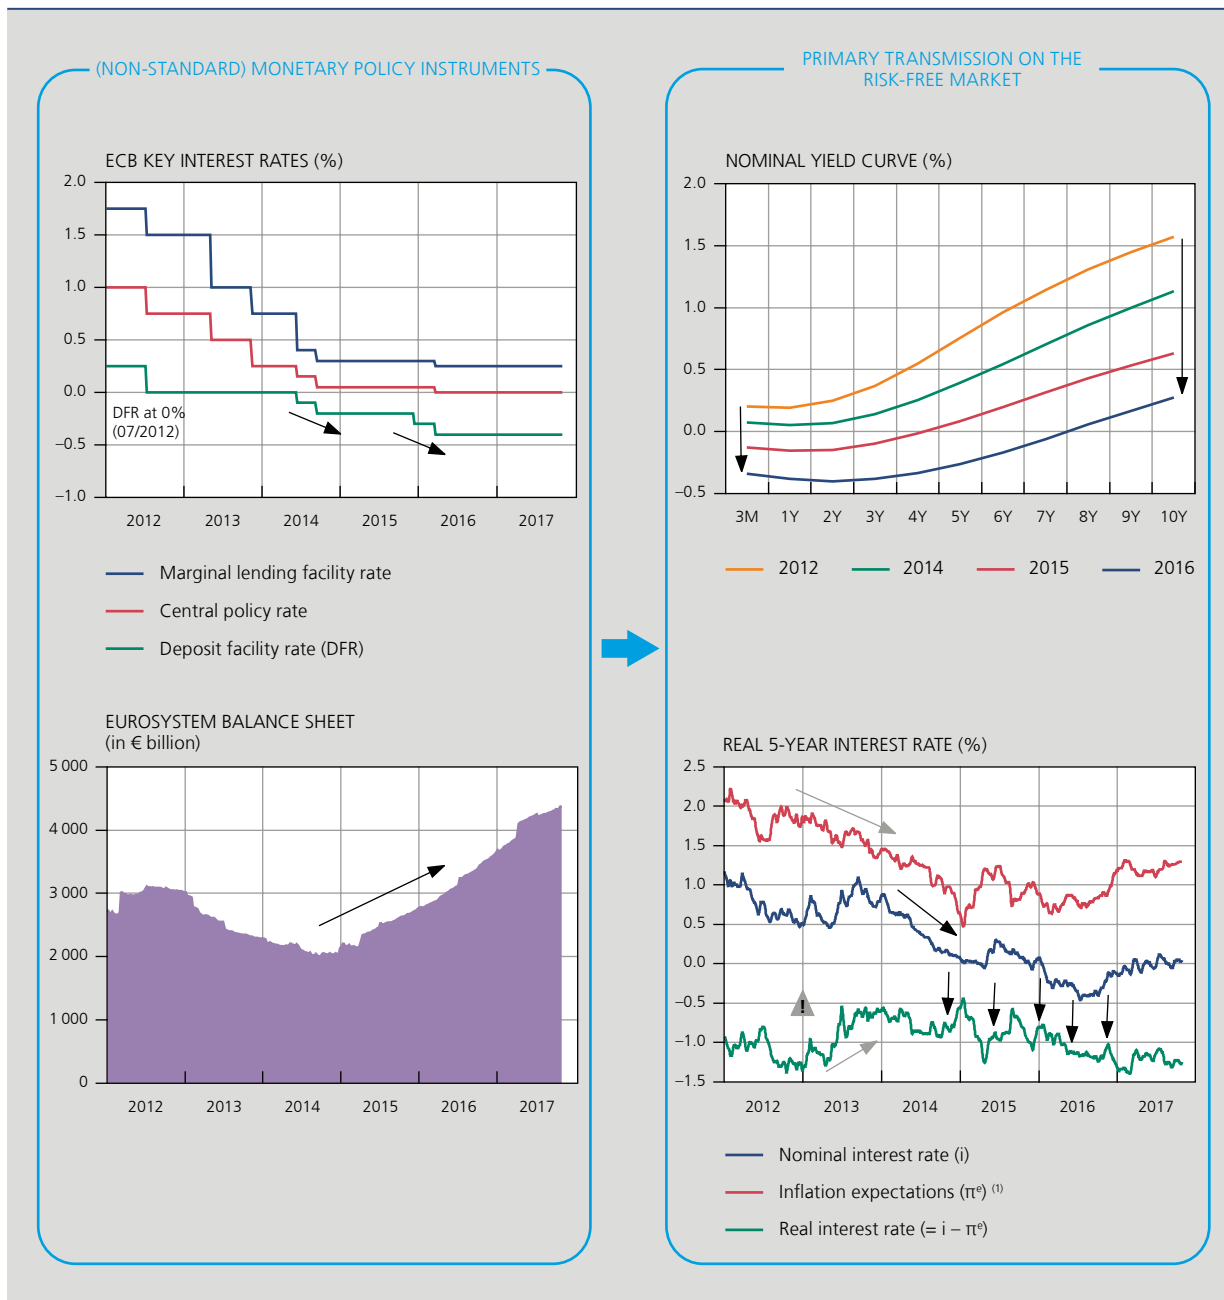 (NON-STANDARD) MONETARY POLICY INSTRUMENTS
ECB KEY INTEREST RATES (%)
2.0
1.5
1.0
0.5
0.0
–0.5
–1.0
DFR at 0%
(07/2012)
2012 2013 2014 2015 2016 2017
Marginal lending facility rate
Central policy rate
Deposit facility rate (DFR)
EUROSYSTEM BALANCE SHEET
(in € billion)
5 000
4 000
3 000
2 000
1 000
0
2012 2013 2014 2015 2016 2017
PRIMARY TRANSMISSION ON THE
RISK-FREE MARKET
NOMINAL YIELD CURVE (%)
2.0
1.5
1.0
0.5
0.0
–0.5
3M 1Y 2Y 3Y 4Y 5Y 6Y 7Y 8Y 9Y 10Y
2012 2014 2015 2016
REAL 5-YEAR INTEREST RATE (%)
2.5
2.0
1.5
1.0
0.5
0.0
–0.5
–1.0
–1.5
!
2012 2013 2014 2015 2016 2017
Nominal interest rate (i)
Inflation expectations (πᵉ) ⁽¹⁾
Real interest rate (= i – πᵉ)